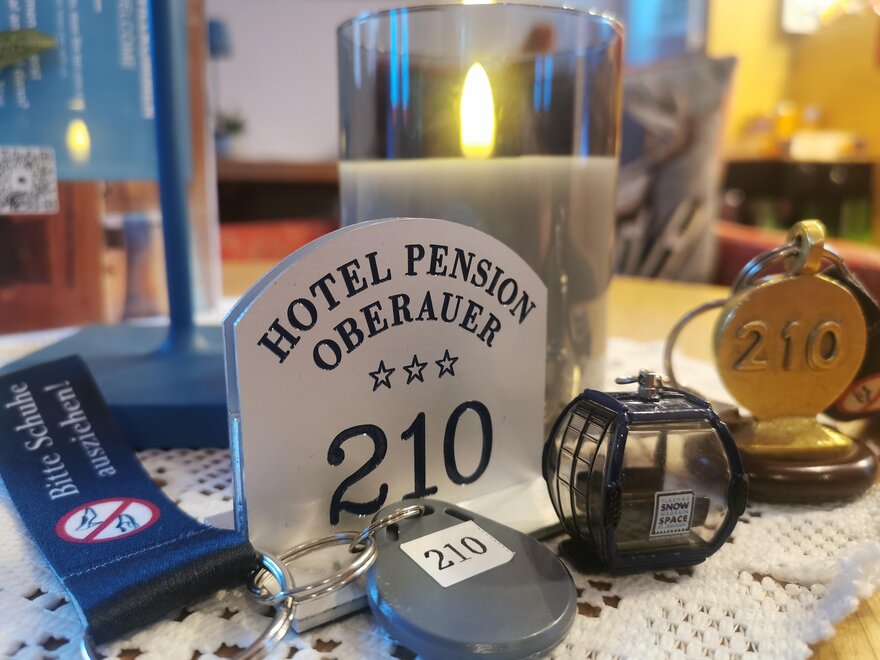 HOTEL PENSION
OBERAUER
210
Bitte Schuhe
ausziehen!
210
SNOW
SPACE
210